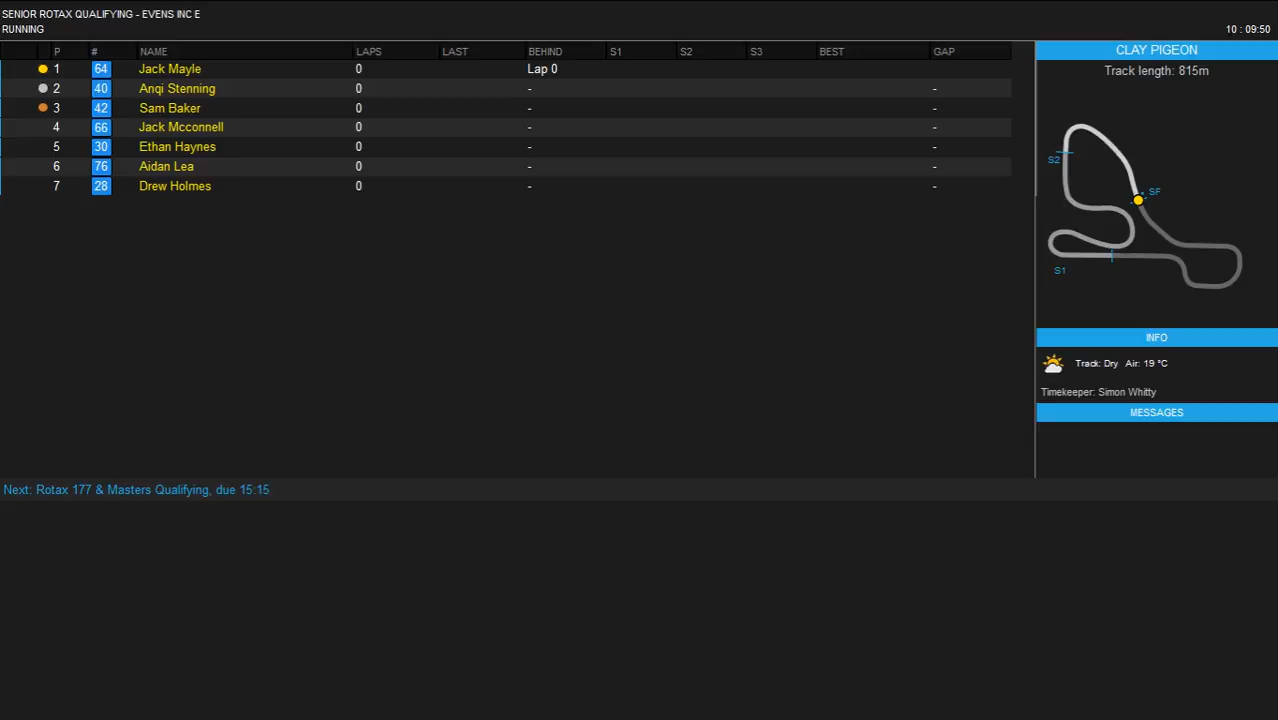 SENIOR ROTAX QUALIFYING - EVENS INC E
RUNNING
10 : 09:50
P # NAME LAPS LAST BEHIND S1 S2 S3 BEST GAP
1 64 Jack Mayle 0 Lap 0
2 40 Anqi Stenning 0 - -
3 42 Sam Baker 0 - -
4 66 Jack Mcconnell 0 - -
5 30 Ethan Haynes 0 - -
6 76 Aidan Lea 0 - -
7 28 Drew Holmes 0 - -
CLAY PIGEON
Track length: 815m
S2
SF
S1
INFO
Track: Dry Air: 19 °C
Timekeeper: Simon Whitty
MESSAGES
Next: Rotax 177 & Masters Qualifying, due 15:15